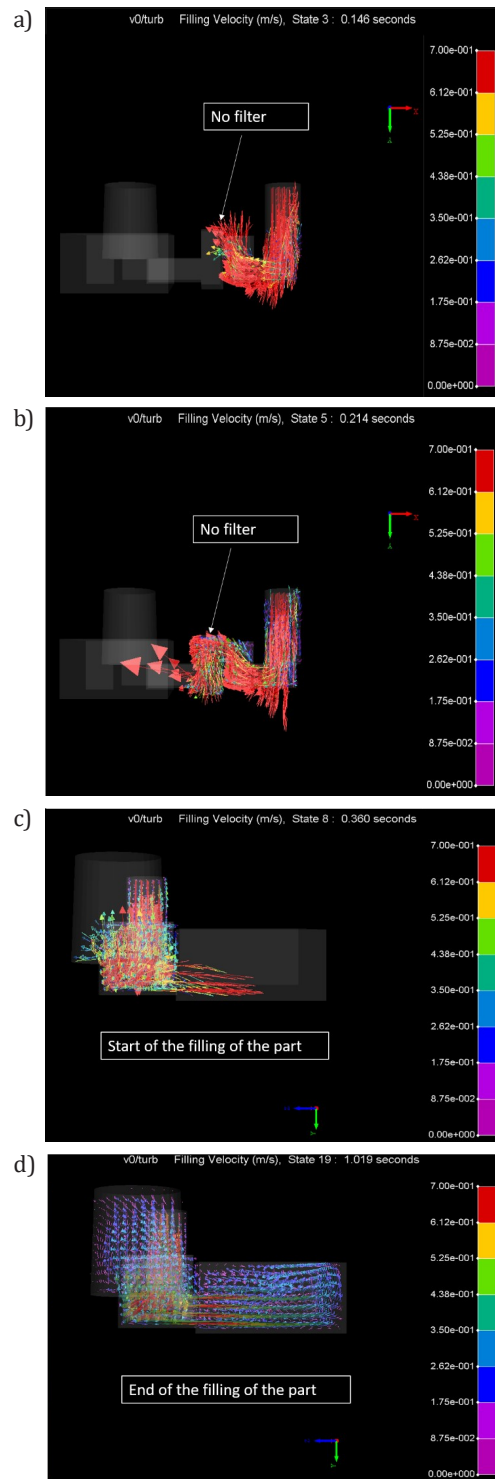 a)
v0/turb Filling Velocity (m/s), State 3 : 0.146 seconds
No filter
7.00e-001
6.12e-001
5.25e-001
4.38e-001
3.50e-001
2.62e-001
1.75e-001
8.75e-002
0.00e+000
b)
v0/turb Filling Velocity (m/s), State 5 : 0.214 seconds
No filter
7.00e-001
6.12e-001
5.25e-001
4.38e-001
3.50e-001
2.62e-001
1.75e-001
8.75e-002
0.00e+000
c)
v0/turb Filling Velocity (m/s), State 8 : 0.360 seconds
Start of the filling of the part
7.00e-001
6.12e-001
5.25e-001
4.38e-001
3.50e-001
2.62e-001
1.75e-001
8.75e-002
0.00e+000
d)
v0/turb Filling Velocity (m/s), State 19 : 1.019 seconds
End of the filling of the part
7.00e-001
6.12e-001
5.25e-001
4.38e-001
3.50e-001
2.62e-001
1.75e-001
8.75e-002
0.00e+000